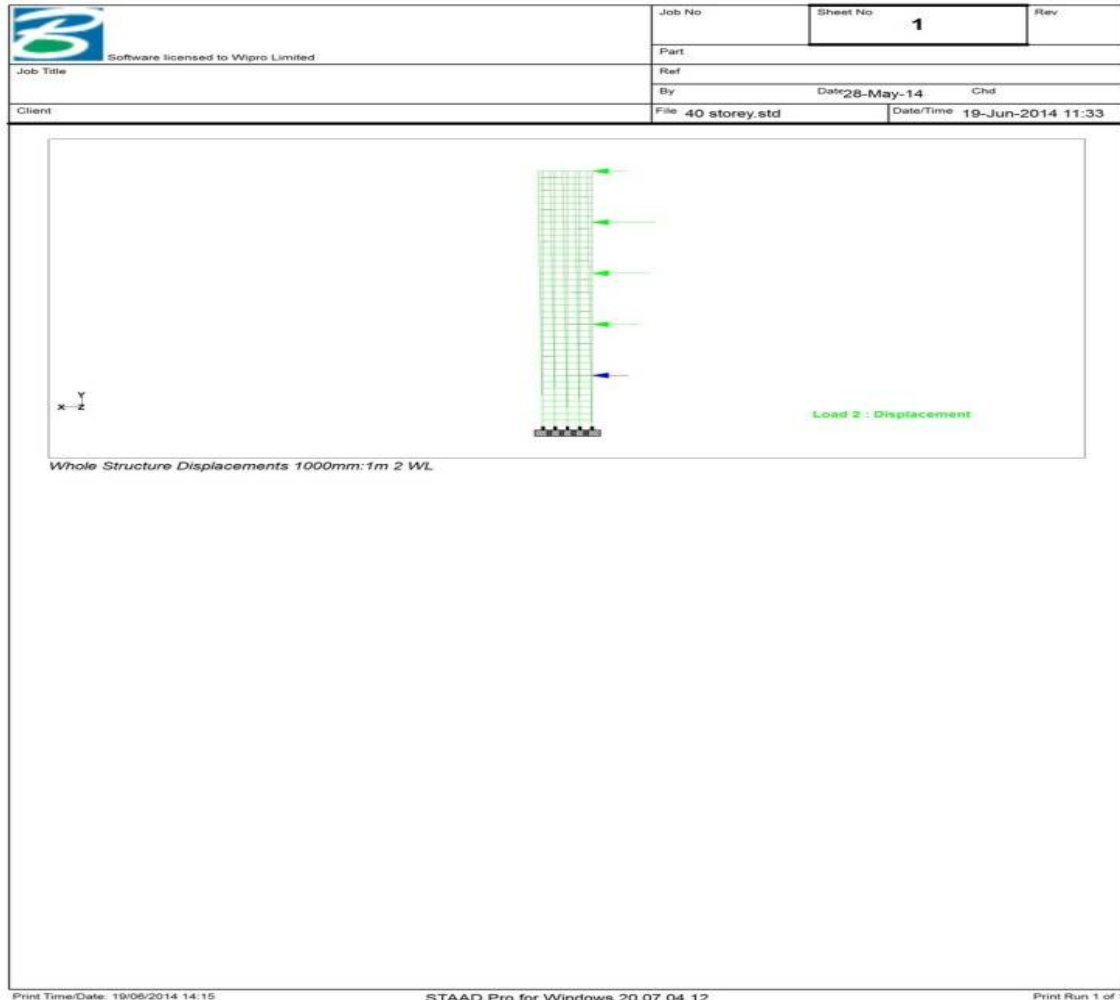 Job No
Sheet No
1
Rev
Software licensed to Wipro Limited
Part
Job Title
Ref
By
Date28-May-14
Chd
Client
File 40 storey.std
Date/Time 19-Jun-2014 11:33
Y
X
Z
Load 2 : Displacement
Whole Structure Displacements 1000mm:1m 2 WL
Print Time/Date: 19/06/2014 14:15
STAAD.Pro for Windows 20.07.04.12
Print Run 1 of